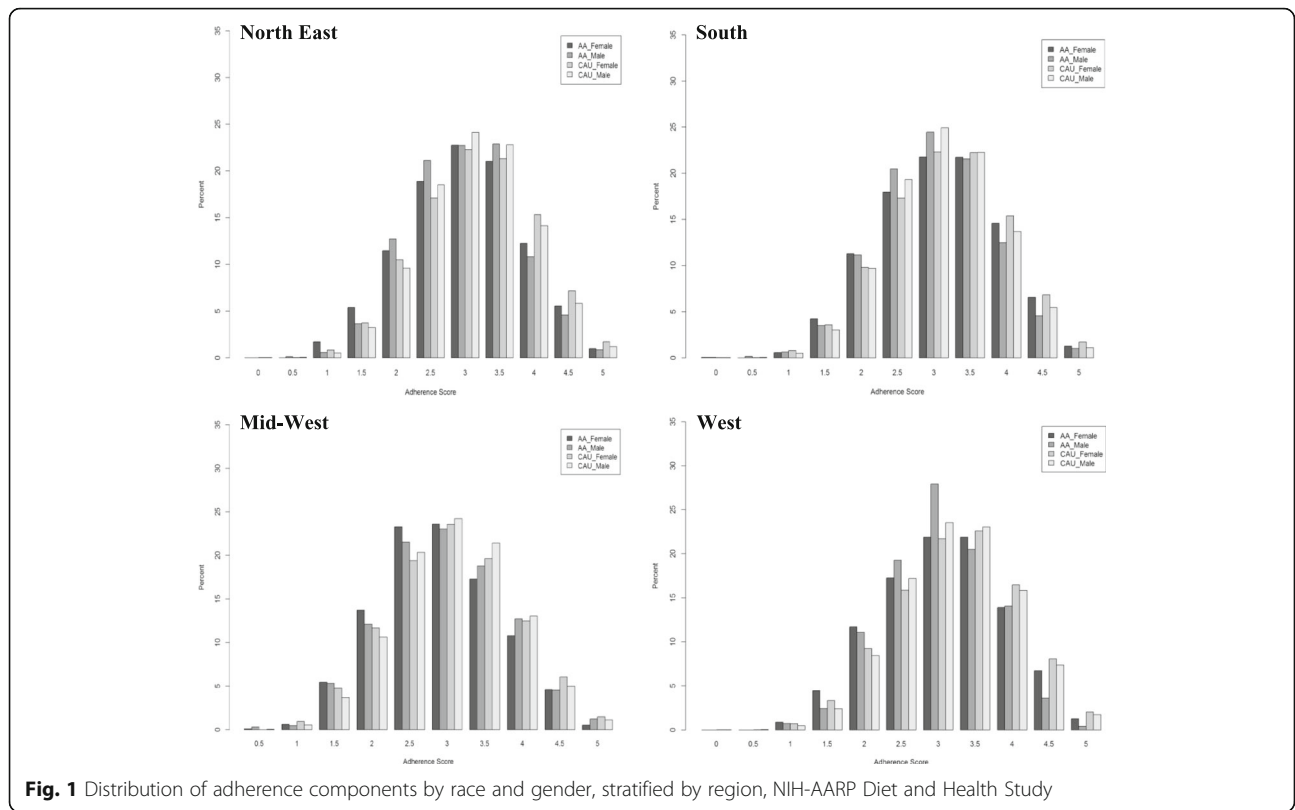 North East
AA_Female
AA_Male
CAU_Female
CAU_Male
Percent
35
30
25
20
15
10
5
0
0 0.5 1 1.5 2 2.5 3 3.5 4 4.5 5
Adherence Score
South
AA_Female
AA_Male
CAU_Female
CAU_Male
Percent
35
30
25
20
15
10
5
0
0 0.5 1 1.5 2 2.5 3 3.5 4 4.5 5
Adherence Score
Mid-West
AA_Female
AA_Male
CAU_Female
CAU_Male
Percent
35
30
25
20
15
10
5
0
0.5 1 1.5 2 2.5 3 3.5 4 4.5 5
Adherence Score
West
AA_Female
AA_Male
CAU_Female
CAU_Male
Percent
35
30
25
20
15
10
5
0
0 0.5 1 1.5 2 2.5 3 3.5 4 4.5 5
Adherence Score
Fig. 1 Distribution of adherence components by race and gender, stratified by region, NIH-AARP Diet and Health Study